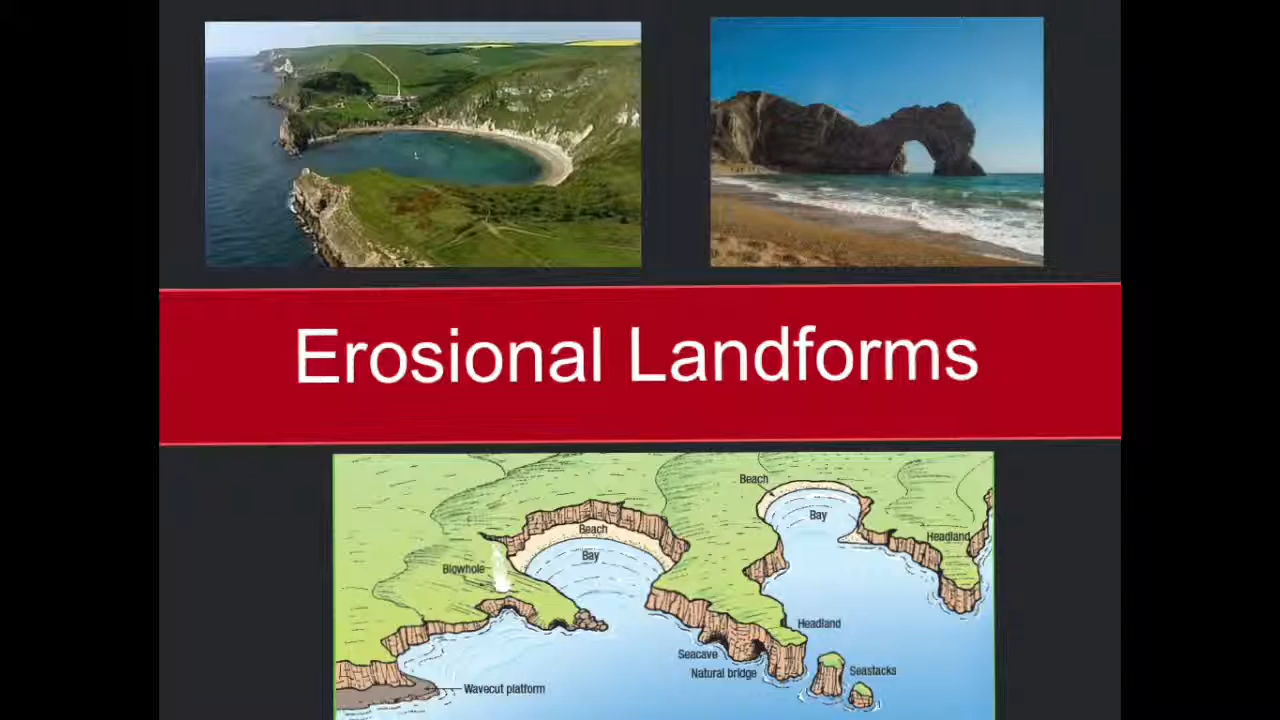 Erosional Landforms
Beach
Bay
Headland
Beach
Bay
Blowhole
Headland
Seacave
Natural bridge
Seastacks
Wavecut platform